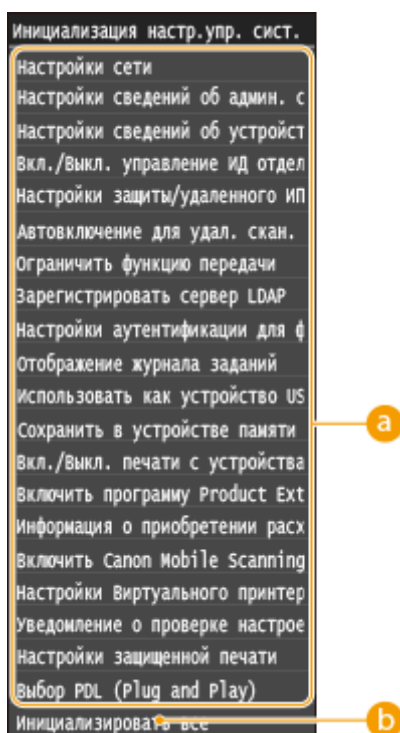 Инициализация настр.упр. сист.
Настройки сети
Настройки сведений об админ. с
Настройки сведений об устройст
Вкл./Выкл. управление ИД отдел
Настройки защиты/удаленного ИП
Автовключение для удал. скан.
Ограничить функцию передачи
Зарегистрировать сервер LDAP
Настройки аутентификации для ф
Отображение журнала заданий
Использовать как устройство US
Сохранить в устройстве памяти
Вкл./Выкл. печати с устройства
Включить программу Product Ext
Информация о приобретении расх
Включить Canon Mobile Scanning
Настройки Виртуального принтер
Уведомление о проверке настрое
Настройки защищенной печати
Выбор PDL (Plug and Play)
Инициализировать все
a
b